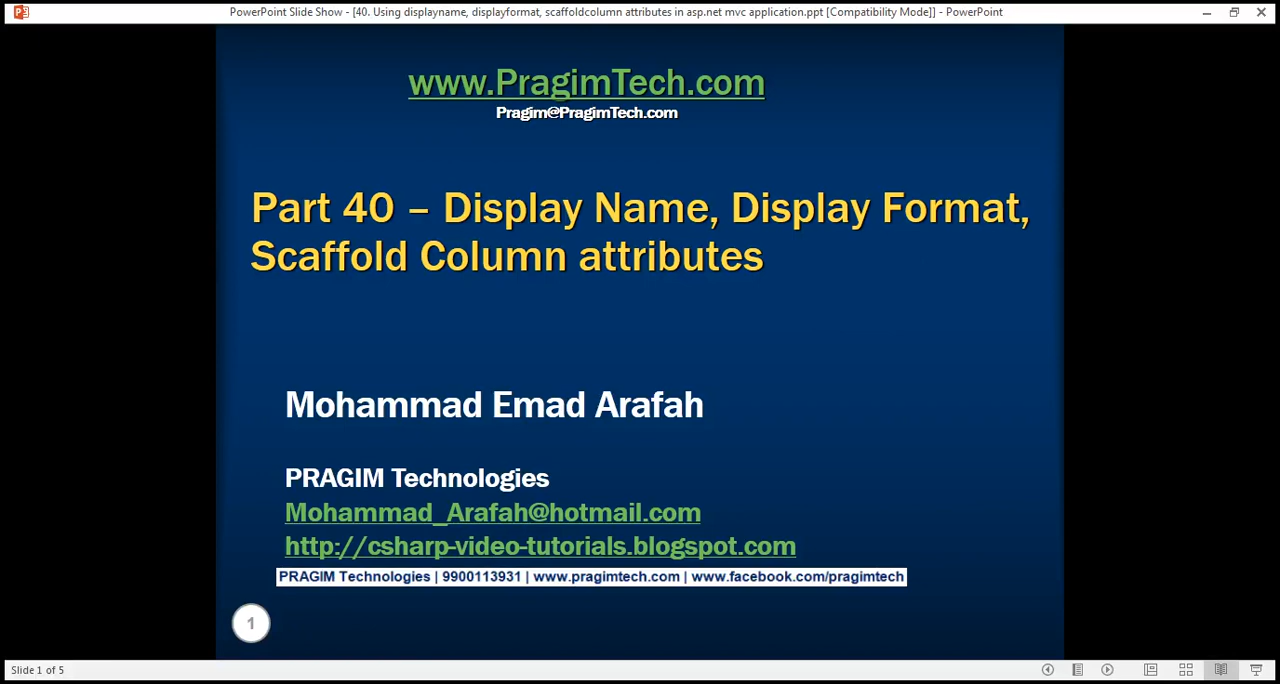 PowerPoint Slide Show - [40. Using displayname, displayformat, scaffoldcolumn attributes in asp.net mvc application.ppt [Compatibility Mode]] - PowerPoint
www.PragimTech.com
Pragim@PragimTech.com
Part 40 – Display Name, Display Format,
Scaffold Column attributes
Mohammad Emad Arafah
PRAGIM Technologies
Mohammad_Arafah@hotmail.com
http://csharp-video-tutorials.blogspot.com
PRAGIM Technologies | 9900113931 | www.pragimtech.com | www.facebook.com/pragimtech
1
Slide 1 of 5